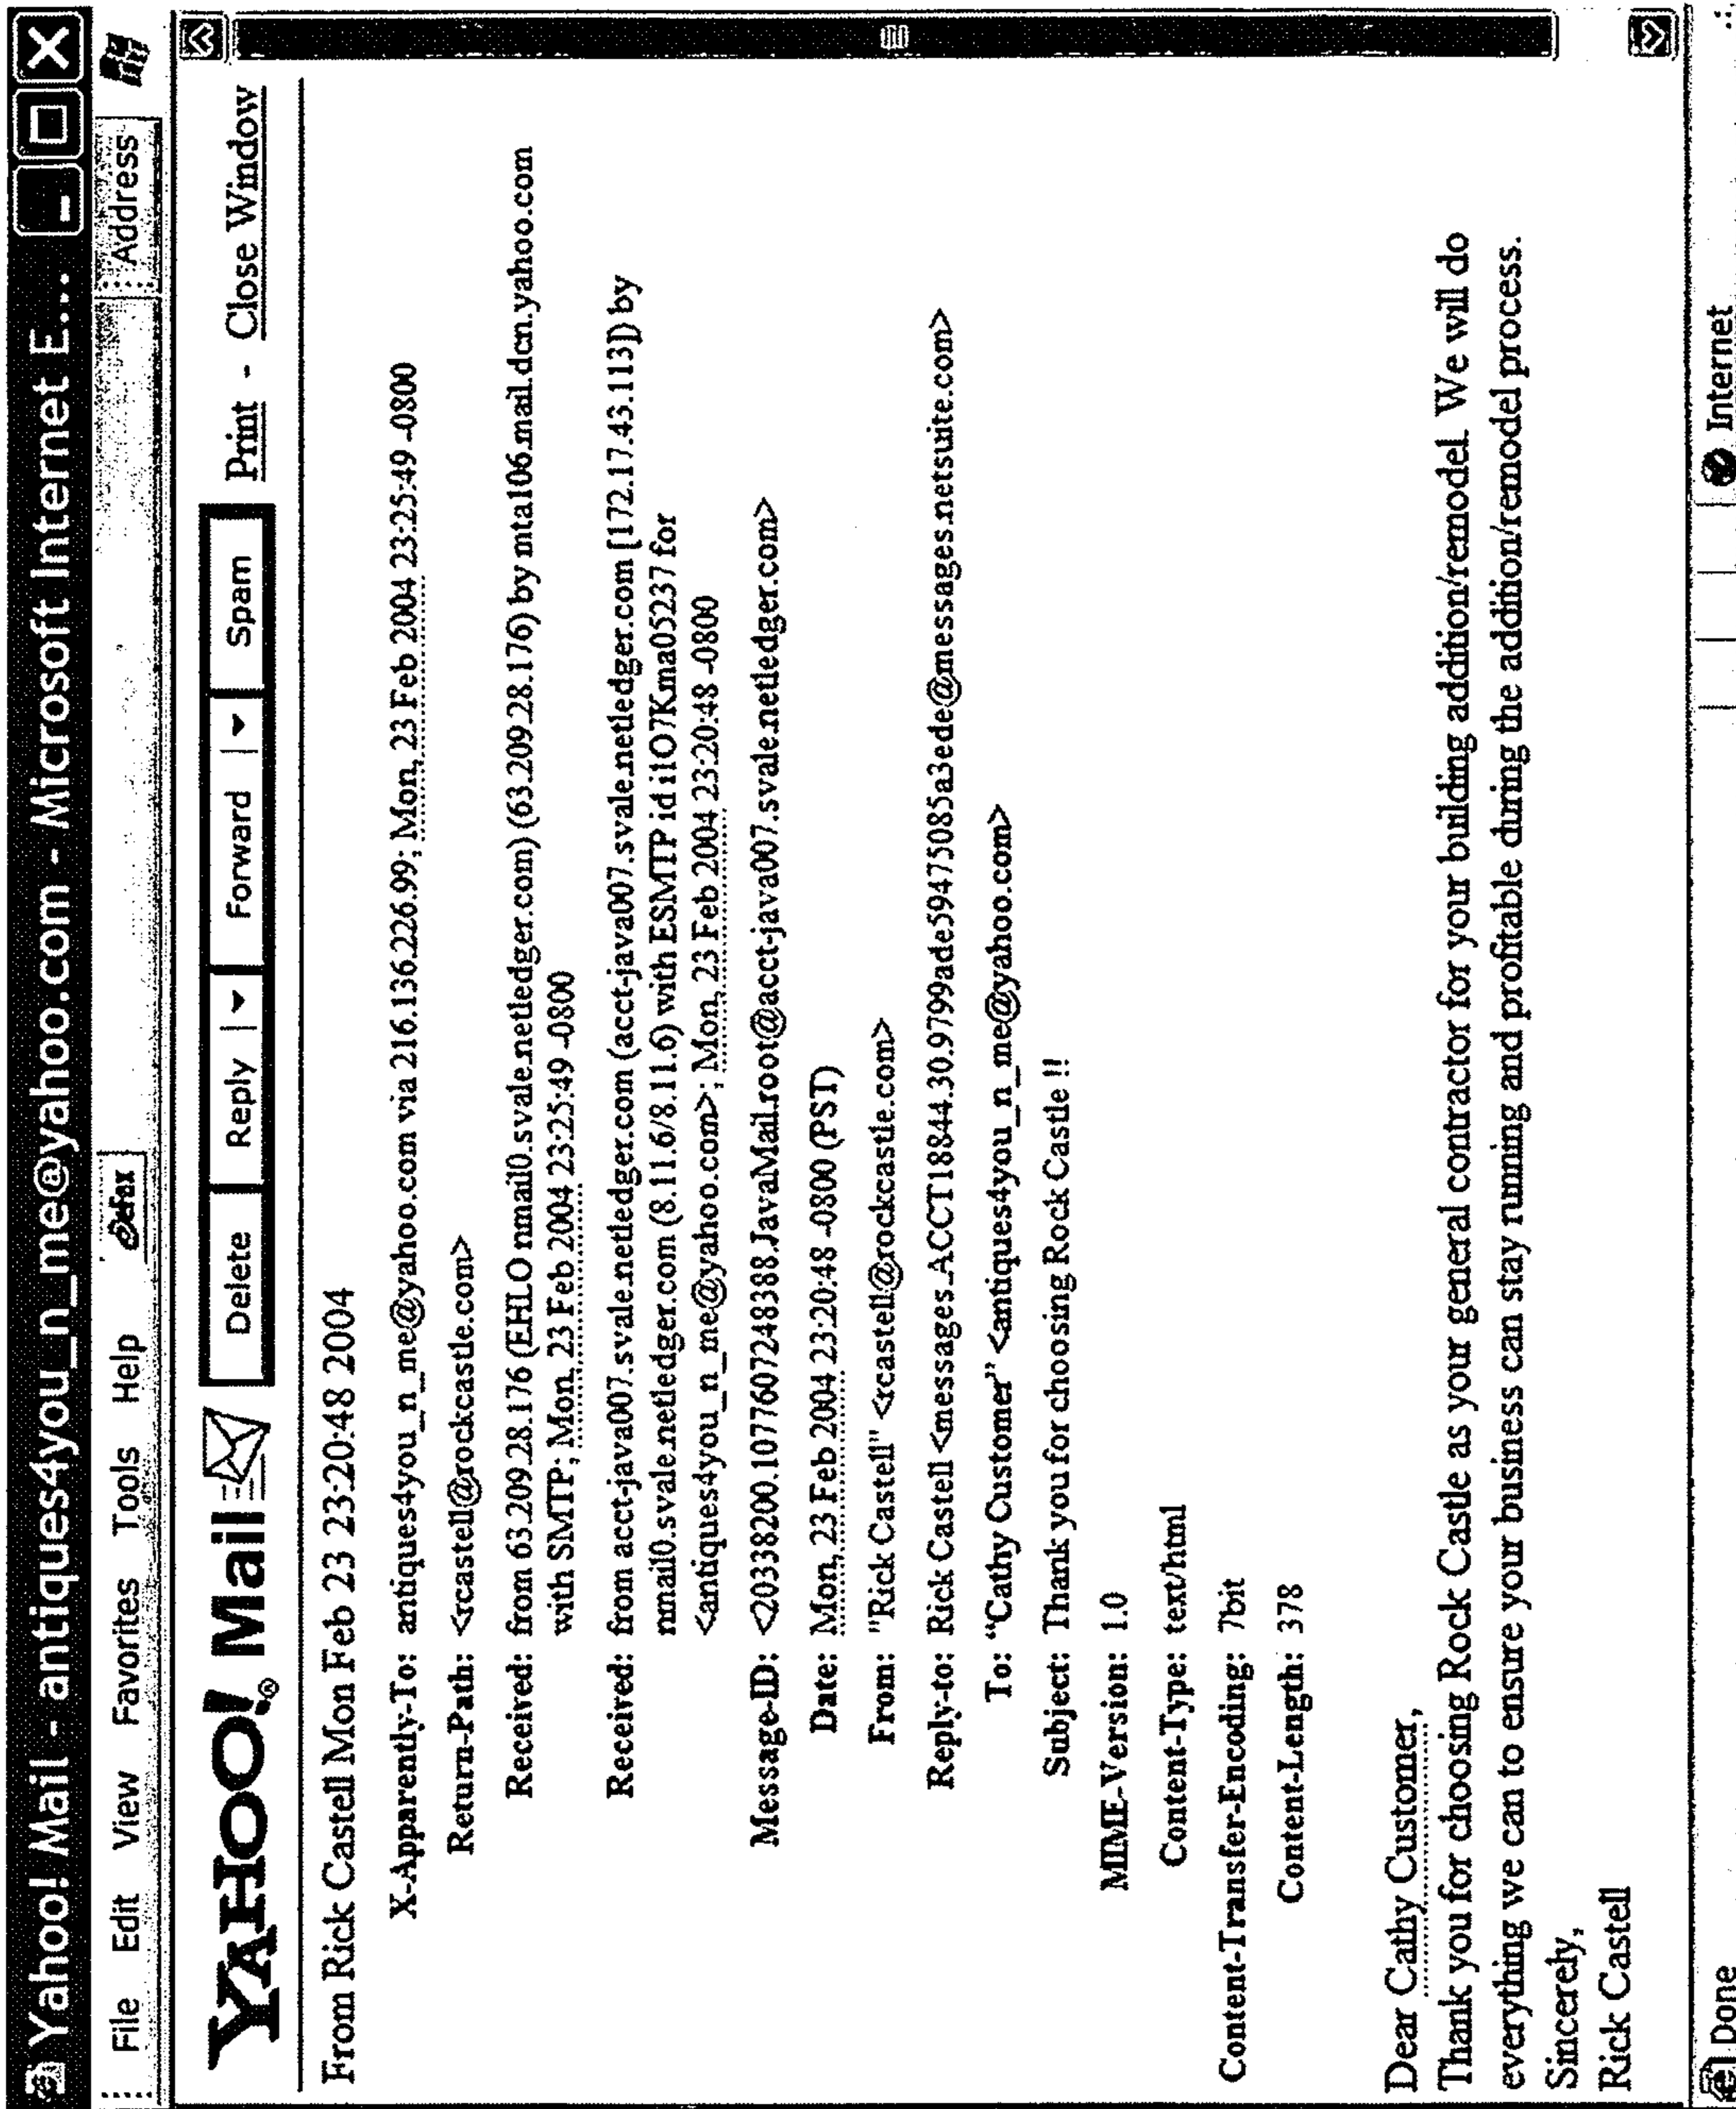 Yahoo! Mail - antiques4you_n_me@yahoo.com - Microsoft Internet E...
File Edit View Favorites Tools Help eFax Address
YAHOO!® Mail Delete Reply Forward Spam Print - Close Window
From Rick Castell Mon Feb 23 23:20:48 2004
X-Apparently-To: antiques4you_n_me@yahoo.com via 216.136.226.99; Mon, 23 Feb 2004 23:25:49 -0800
Return-Path: <rcastell@rockcastle.com>
Received: from 63.209.28.176 (EHLO nmail0.svale.netledger.com) (63.209.28.176) by mta106.mail.dcn.yahoo.com
with SMTP; Mon, 23 Feb 2004 23:25:49 -0800
Received: from acct-java007.svale.netledger.com (acct-java007.svale.netledger.com [172.17.43.113]) by
nmail0.svale.netledger.com (8.11.6/8.11.6) with ESMTP id i1O7Kma05237 for
<antiques4you_n_me@yahoo.com>; Mon, 23 Feb 2004 23:20:48 -0800
Message-ID: <20338200.1077607248388.JavaMail.root@acct-java007.svale.netledger.com>
Date: Mon, 23 Feb 2004 23:20:48 -0800 (PST)
From: "Rick Castell" <rcastell@rockcastle.com>
Reply-to: Rick Castell <messages.ACCT18844.30.9799ade59475085a3ede@messages.netsuite.com>
To: "Cathy Customer" <antiques4you_n_me@yahoo.com>
Subject: Thank you for choosing Rock Castle !!
MIME-Version: 1.0
Content-Type: text/html
Content-Transfer-Encoding: 7bit
Content-Length: 378
Dear Cathy Customer,
Thank you for choosing Rock Castle as your general contractor for your building addition/remodel. We will do
everything we can to ensure your business can stay running and profitable during the addition/remodel process.
Sincerely,
Rick Castell
Done Internet